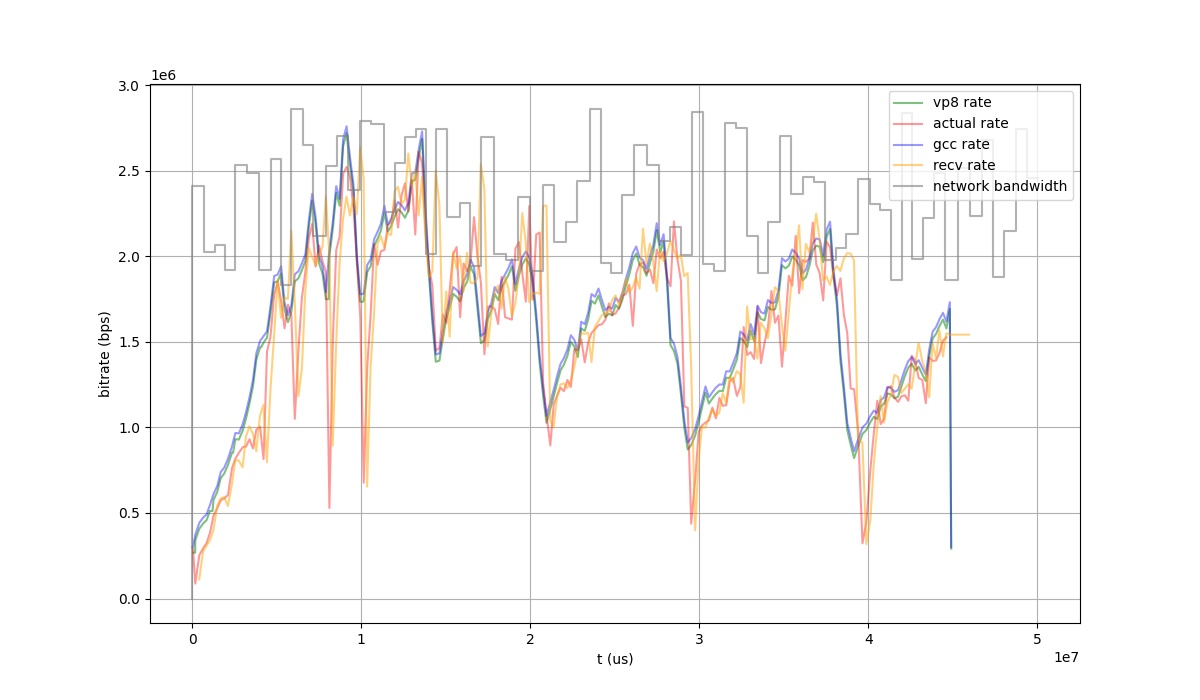 1e6
3.0
2.5
2.0
1.5
1.0
0.5
0.0
bitrate (bps)
vp8 rate
actual rate
gcc rate
recv rate
network bandwidth
0 1 2 3 4 5
t (us)
1e7